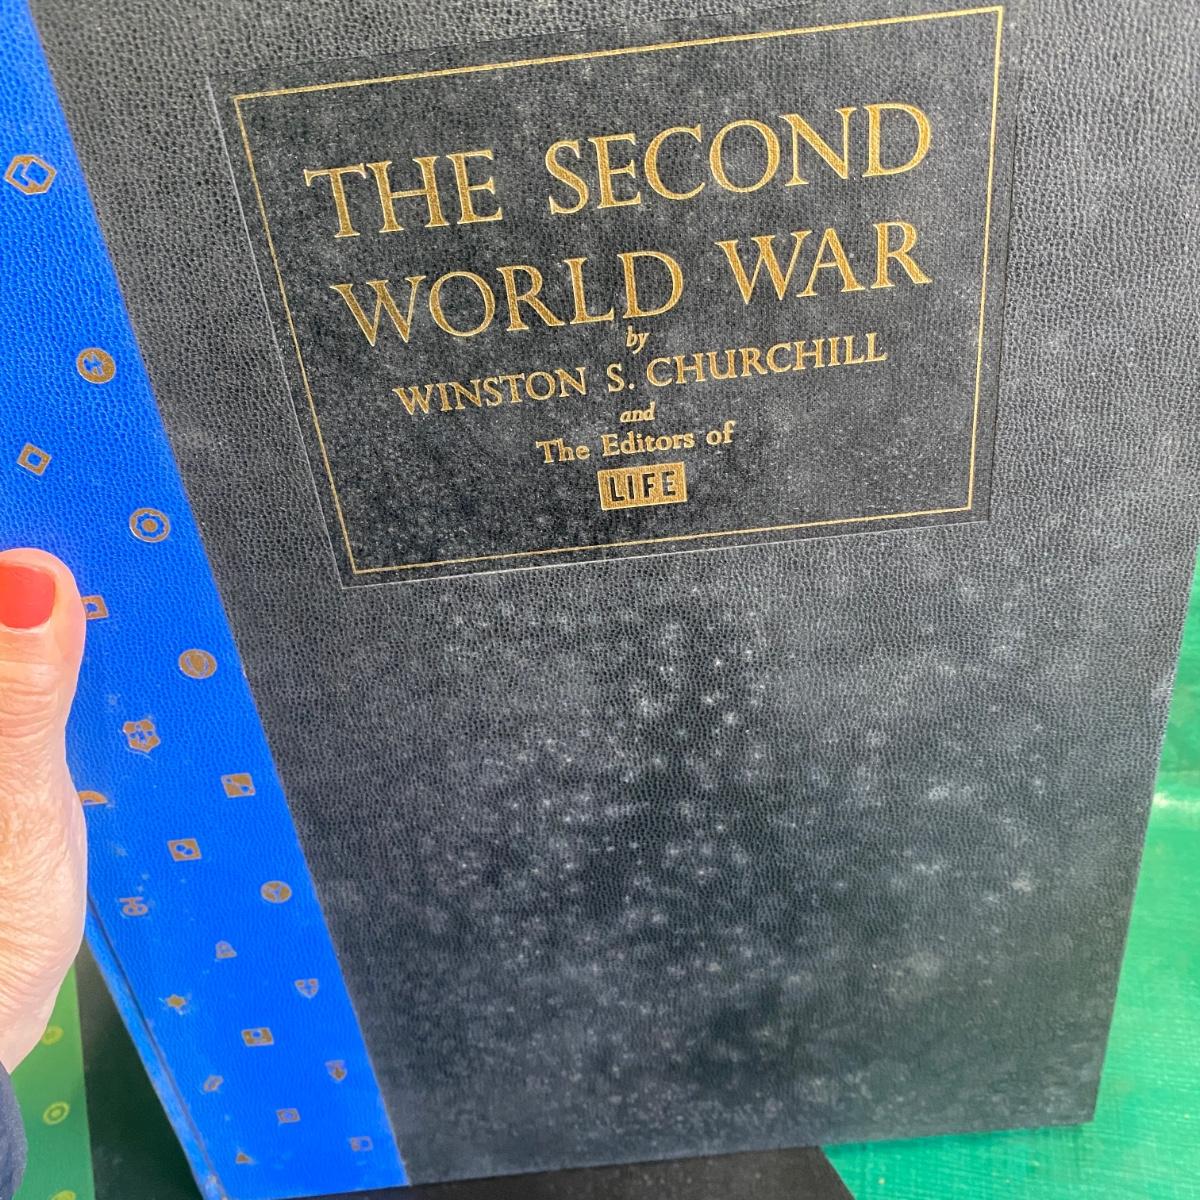 THE SECOND
WORLD WAR
by
WINSTON S. CHURCHILL
and
The Editors of
LIFE